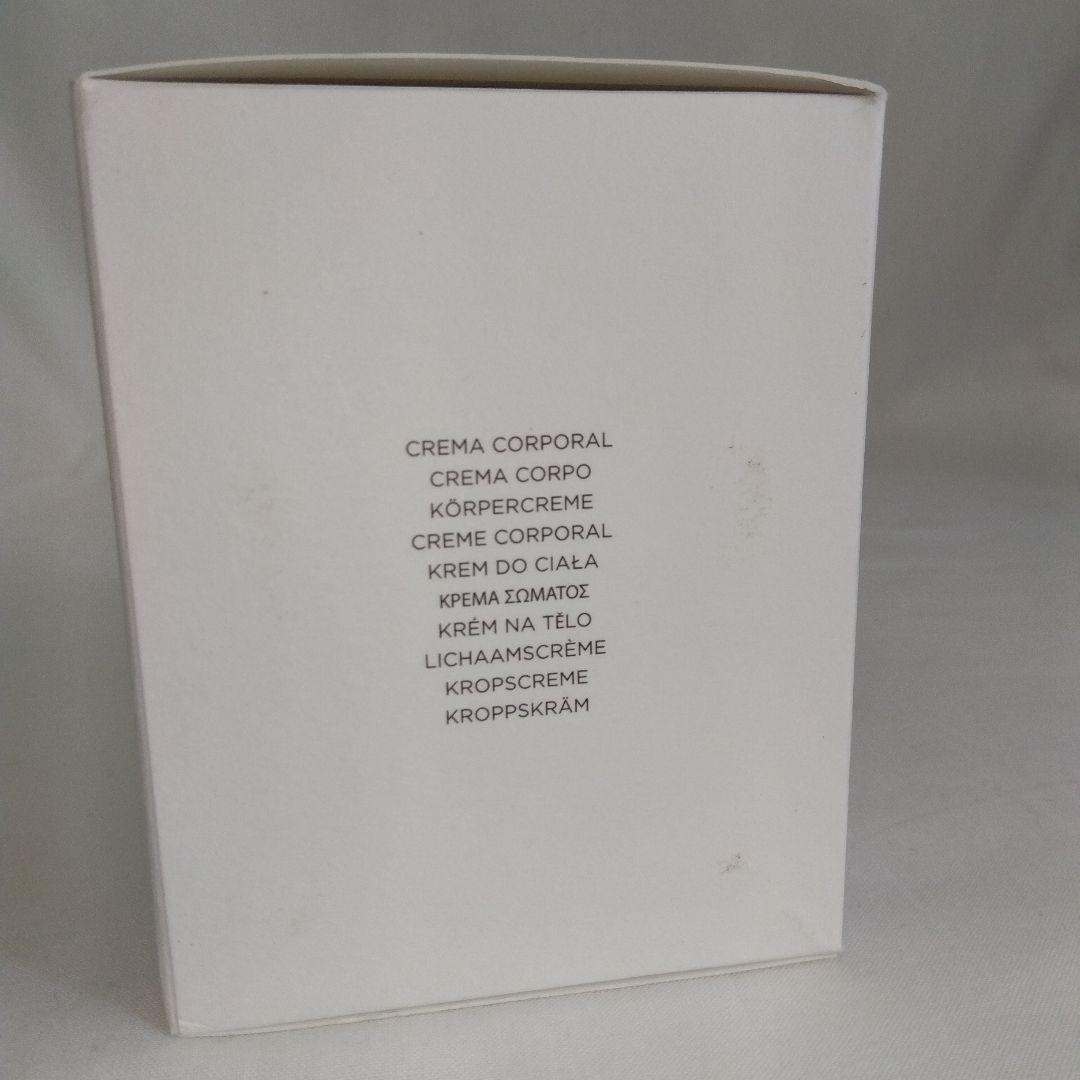 CREMA CORPORAL
CREMA CORPO
KÖRPERCREME
CREME CORPORAL
KREM DO CIAŁA
ΚΡΕΜΑ ΣΩΜΑΤΟΣ
KRÉM NA TĚLO
LICHAAMSCRÈME
KROPSCREME
KROPPSKRÄM